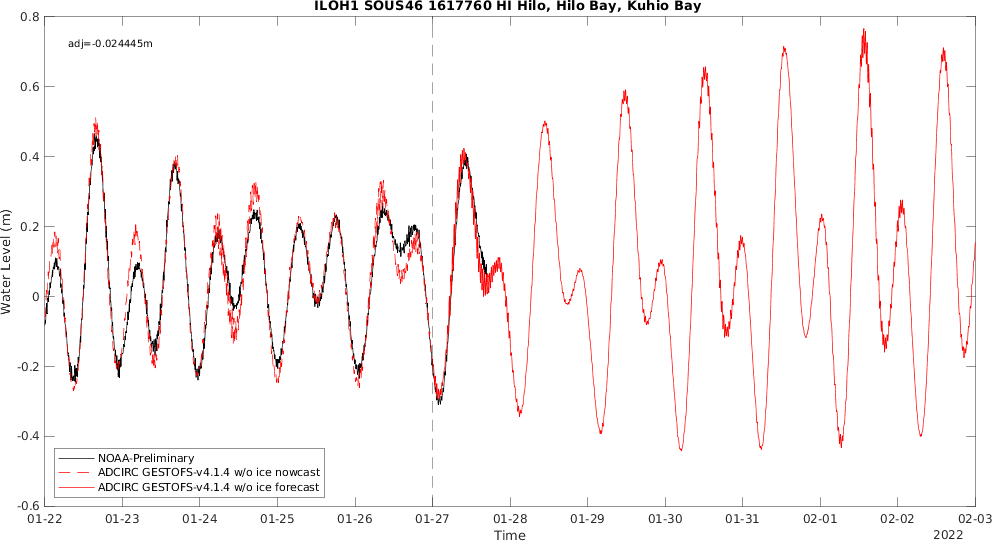 ILOH1 SOUS46 1617760 HI Hilo, Hilo Bay, Kuhio Bay
adj=-0.024445m
0.8
0.6
0.4
0.2
0
-0.2
-0.4
-0.6
Water Level (m)
NOAA-Preliminary
ADCIRC GESTOFS-v4.1.4 w/o ice nowcast
ADCIRC GESTOFS-v4.1.4 w/o ice forecast
01-22 01-23 01-24 01-25 01-26 01-27 01-28 01-29 01-30 01-31 02-01 02-02 02-03
Time
2022